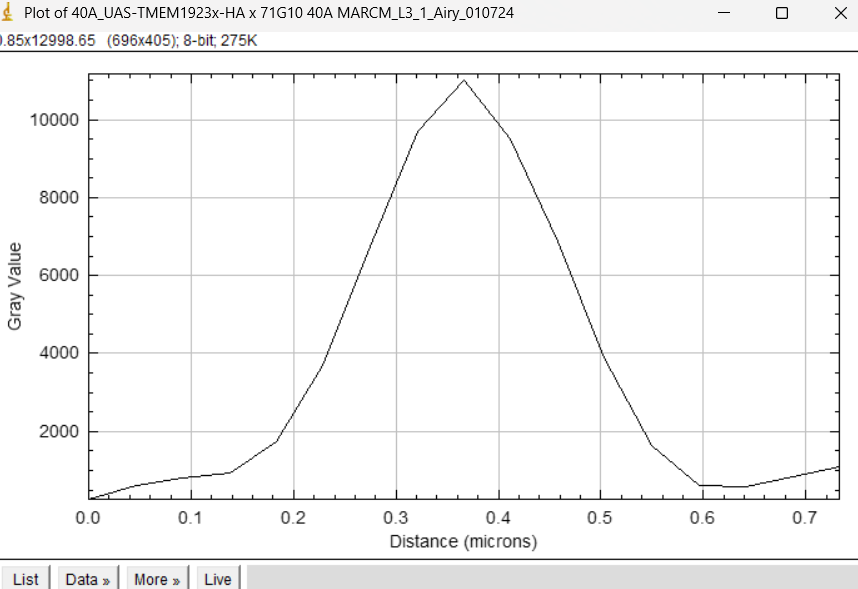 Plot of 40A_UAS-TMEM1923x-HA x 71G10 40A MARCM_L3_1_Airy_010724
.85x12998.65 (696x405); 8-bit; 275K
10000
8000
6000
4000
2000
Gray Value
0.0 0.1 0.2 0.3 0.4 0.5 0.6 0.7
Distance (microns)
List Data » More » Live